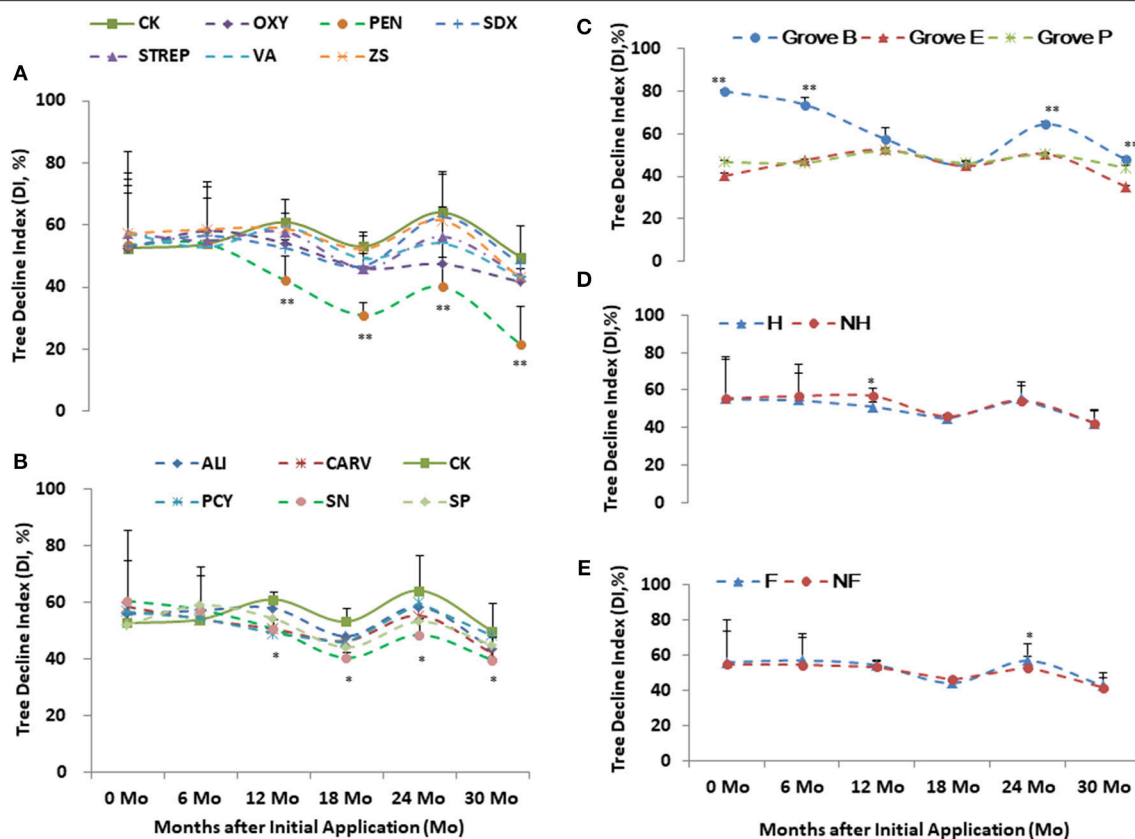 A
CK OXY PEN SDX
STREP VA ZS
Tree Decline Index (DI, %)
100
80
60
40
20
0
** ** ** **
B
ALI CARV CK
PCY SN SP
Tree Decline Index (DI, %)
100
80
60
40
20
0
* * * *
0 Mo 6 Mo 12 Mo 18 Mo 24 Mo 30 Mo
Months after Initial Application (Mo)
C
Grove B Grove E Grove P
Tree Decline Index (DI,%)
100
80
60
40
20
0
** ** ** **
D
H NH
Tree Decline Index (DI,%)
100
80
60
40
20
0
*
E
F NF
Tree Decline Index (DI,%)
100
80
60
40
20
0
*
0 Mo 6 Mo 12 Mo 18 Mo 24 Mo 30 Mo
Months after Initial Application (Mo)